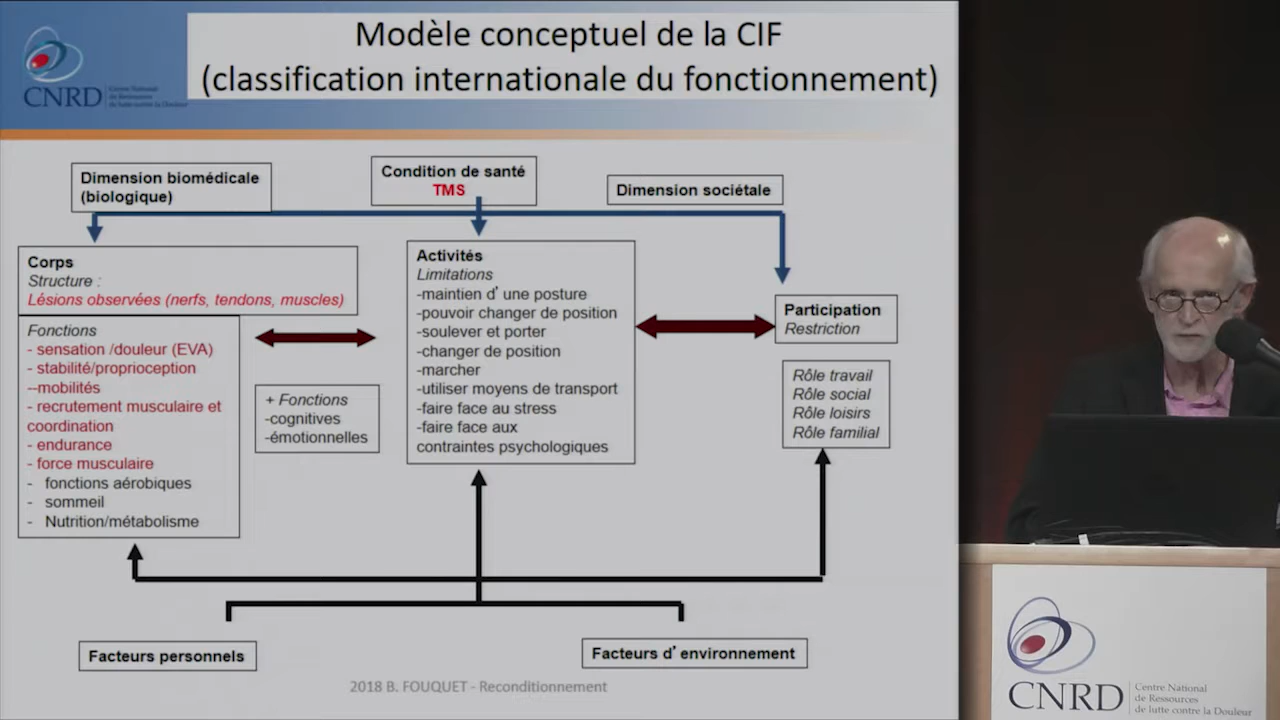 Modèle conceptuel de la CIF
(classification internationale du fonctionnement)
CNRD
Centre National
de Ressources
de lutte contre la Douleur
Dimension biomédicale
(biologique)
Condition de santé
TMS
Dimension sociétale
Corps
Structure :
Lésions observées (nerfs, tendons, muscles)
Fonctions
- sensation /douleur (EVA)
- stabilité/proprioception
--mobilités
- recrutement musculaire et
coordination
- endurance
- force musculaire
- fonctions aérobiques
- sommeil
- Nutrition/métabolisme
+ Fonctions
-cognitives
-émotionnelles
Activités
Limitations
-maintien d' une posture
-pouvoir changer de position
-soulever et porter
-changer de position
-marcher
-utiliser moyens de transport
-faire face au stress
-faire face aux
contraintes psychologiques
Participation
Restriction
Rôle travail
Rôle social
Rôle loisirs
Rôle familial
Facteurs personnels
Facteurs d' environnement
2018 B. FOUQUET - Reconditionnement
CNRD
Centre National
de Ressources
de lutte contre la Douleur